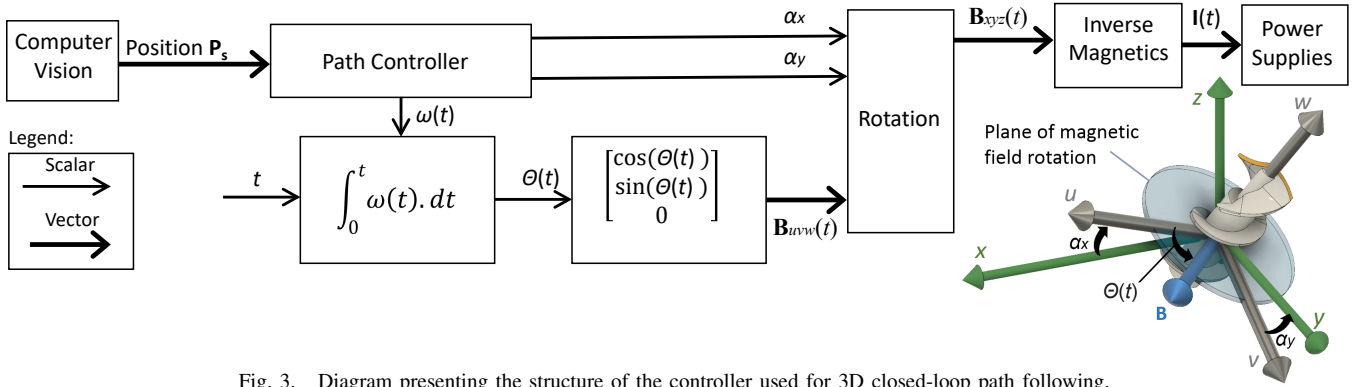 Computer
Vision
Position Ps
Path Controller
αx
αy
ω(t)
Rotation
Bxyz(t)
Inverse
Magnetics
I(t)
Power
Supplies
Legend:
Scalar
Vector
t
∫₀ᵗ ω(t). dt
Θ(t)
[cos(Θ(t) )
sin(Θ(t) )
0]
Buvw(t)
Plane of magnetic
field rotation
z
w
u
αx
x
Θ(t)
B
αy
y
v
Fig. 3. Diagram presenting the structure of the controller used for 3D closed-loop path following.